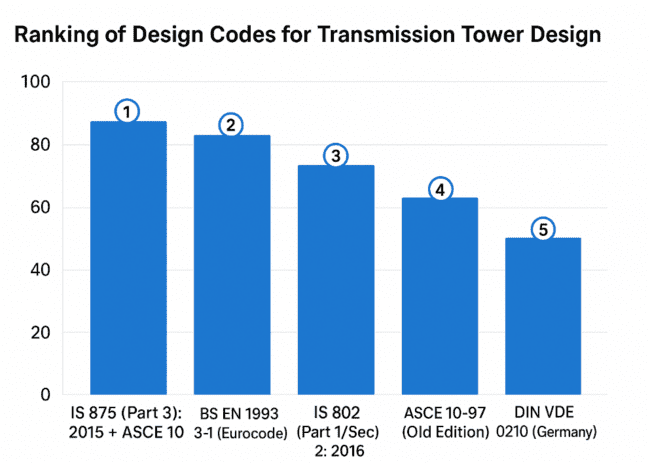 Ranking of Design Codes for Transmission Tower Design
100
80
60
40
20
0
1
2
3
4
5
IS 875 (Part 3):
2015 + ASCE 10
BS EN 1993
3-1 (Eurocode)
IS 802
(Part 1/Sec)
2: 2016
ASCE 10-97
(Old Edition)
DIN VDE
0210 (Germany)